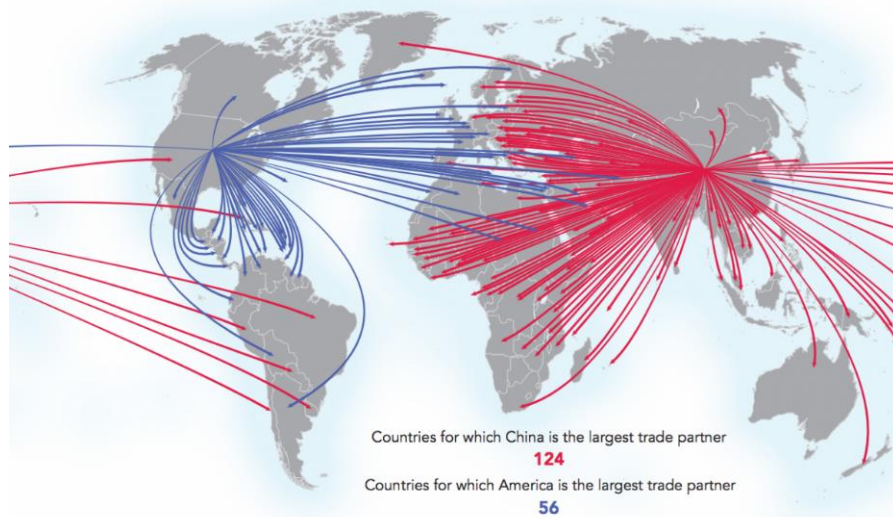 Countries for which China is the largest trade partner
124
Countries for which America is the largest trade partner
56